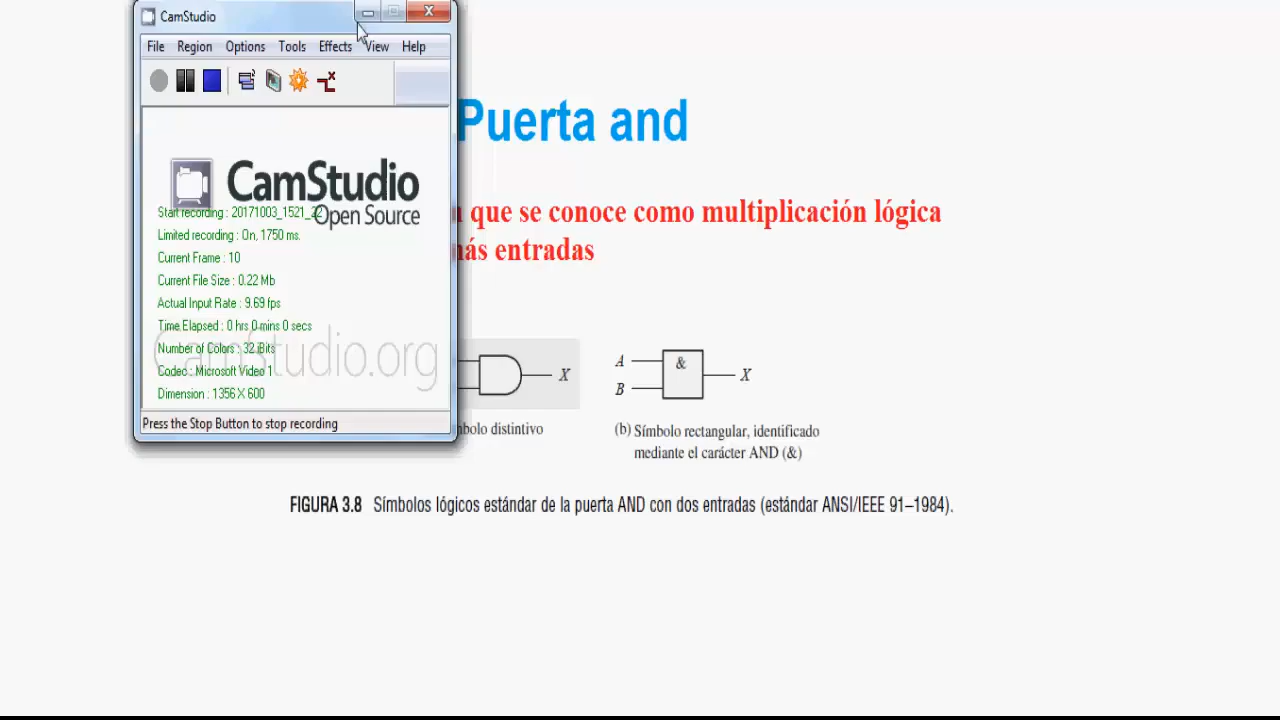 CamStudio
File Region Options Tools Effects View Help
Puerta and
CamStudio
Open Source
Start recording : 20171003_1521_22
Limited recording : On, 1750 ms.
Current Frame : 10
Current File Size : 0.22 Mb
Actual Input Rate : 9.69 fps
Time Elapsed : 0 hrs 0 mins 0 secs
Number of Colors : 32 Bits
CamStudio.org
Codec : Microsoft Video 1
Dimension : 1356 X 600
Press the Stop Button to stop recording
que se conoce como multiplicación lógica
entradas
X
A
B
&
X
distintivo
(b) Símbolo rectangular, identificado
mediante el carácter AND (&)
FIGURA 3.8 Símbolos lógicos estándar de la puerta AND con dos entradas (estándar ANSI/IEEE 91–1984).